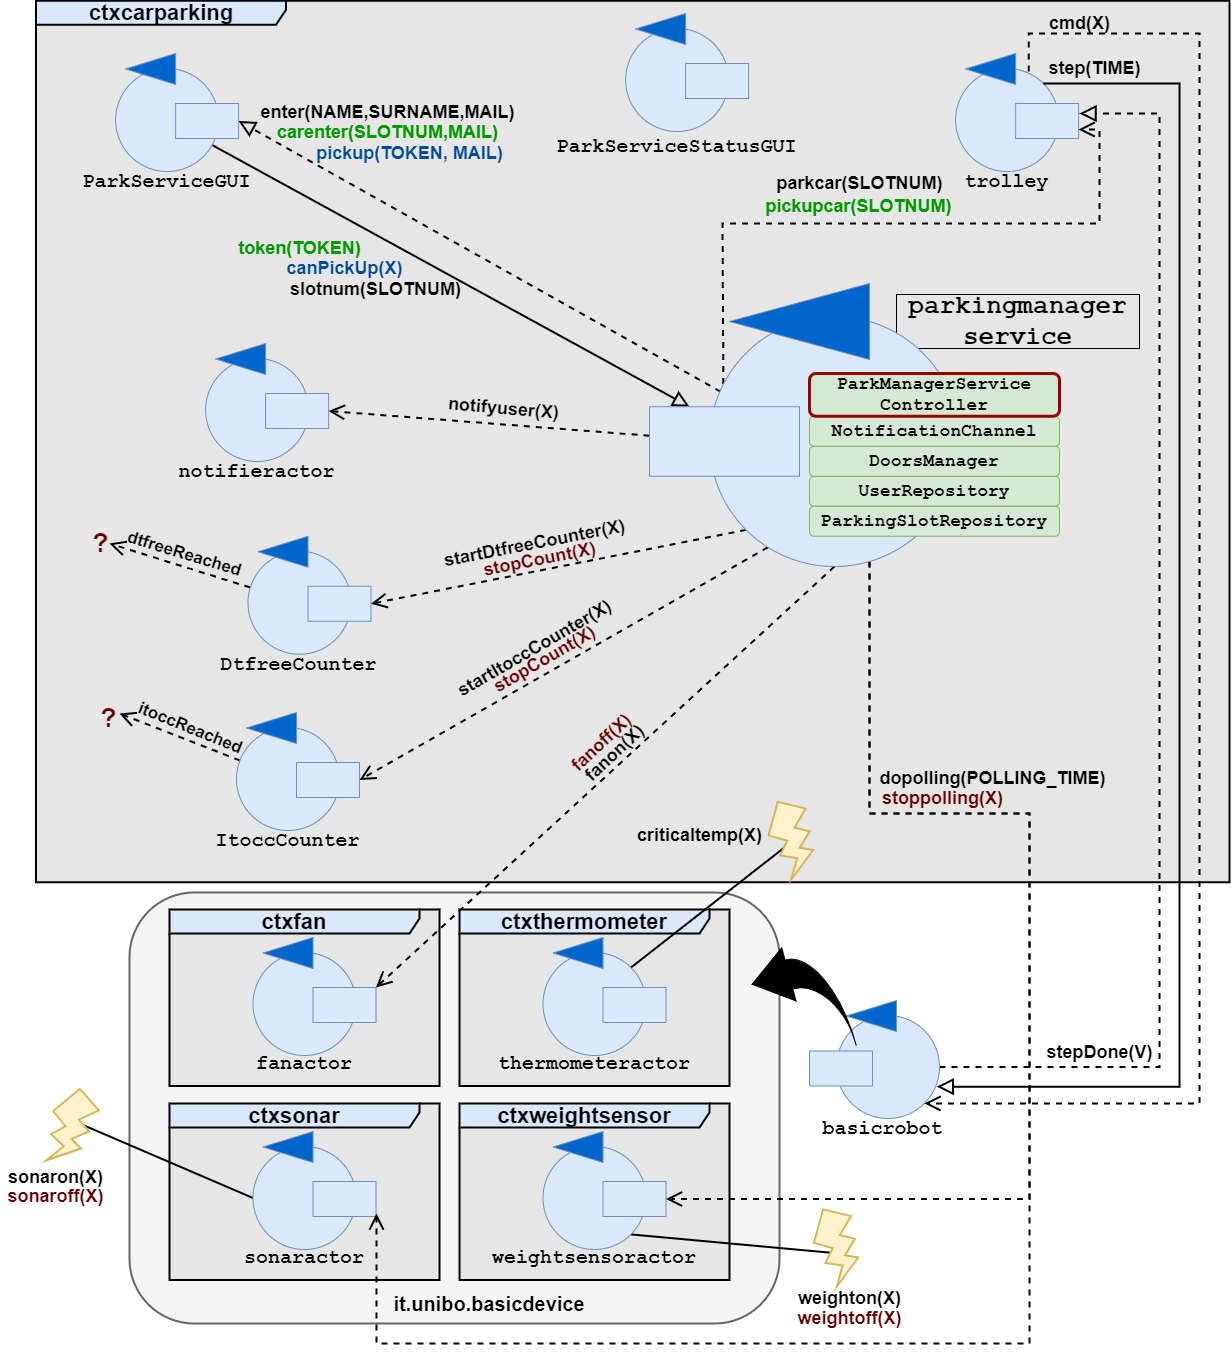 ctxcarparking
cmd(X)
step(TIME)
enter(NAME,SURNAME,MAIL)
carenter(SLOTNUM,MAIL)
pickup(TOKEN, MAIL)
ParkServiceGUI
ParkServiceStatusGUI
trolley
parkcar(SLOTNUM)
pickupcar(SLOTNUM)
token(TOKEN)
canPickUp(X)
slotnum(SLOTNUM)
parkingmanager
service
ParkManagerService
Controller
NotificationChannel
DoorsManager
UserRepository
ParkingSlotRepository
notifyuser(X)
notifieractor
?
dtfreeReached
startDtfreeCounter(X)
stopCount(X)
DtfreeCounter
startItoccCounter(X)
stopCount(X)
?
itoccReached
ItoccCounter
fanoff(X)
fanon(X)
dopolling(POLLING_TIME)
stoppolling(X)
criticaltemp(X)
ctxfan
ctxthermometer
fanactor
thermometeractor
stepDone(V)
basicrobot
ctxsonar
ctxweightsensor
sonaron(X)
sonaroff(X)
sonaractor
weightsensoractor
weighton(X)
weightoff(X)
it.unibo.basicdevice